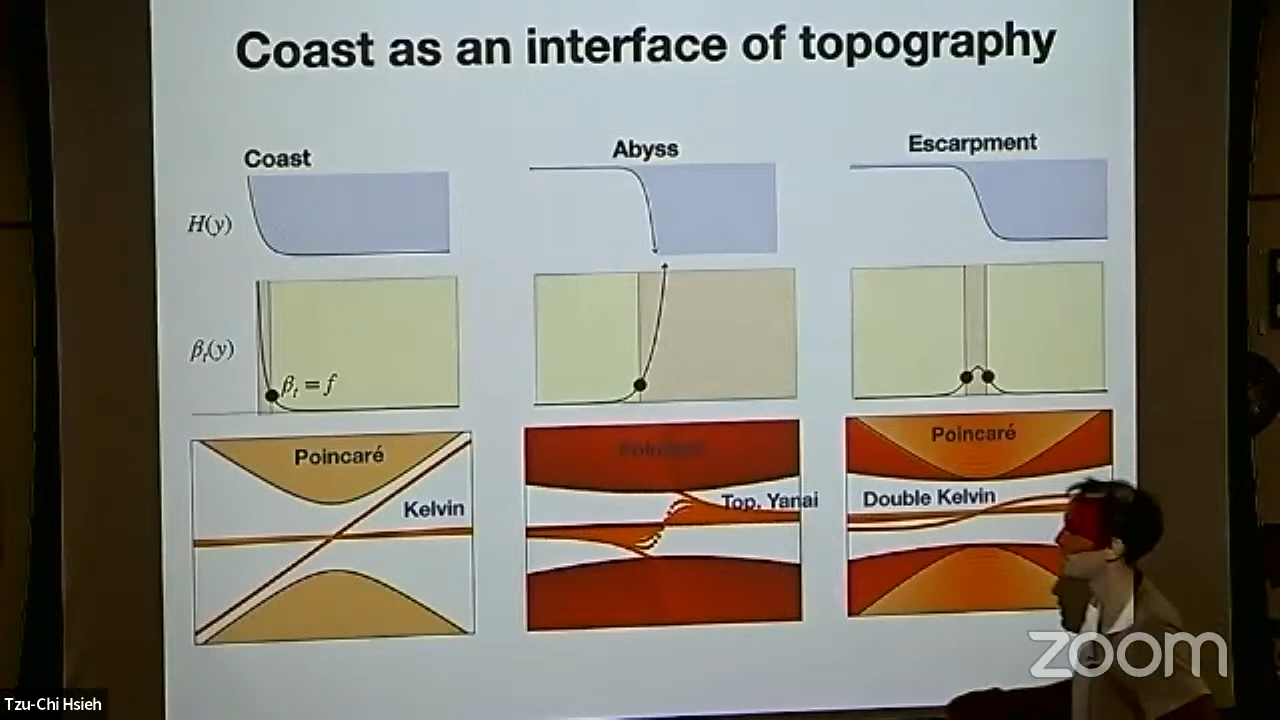 Coast as an interface of topography
Coast
Abyss
Escarpment
H(y)
βₜ(y)
βₜ = f
Poincaré
Poincaré
Kelvin
Top. Yanai
Double Kelvin
zoom
Tzu-Chi Hsieh